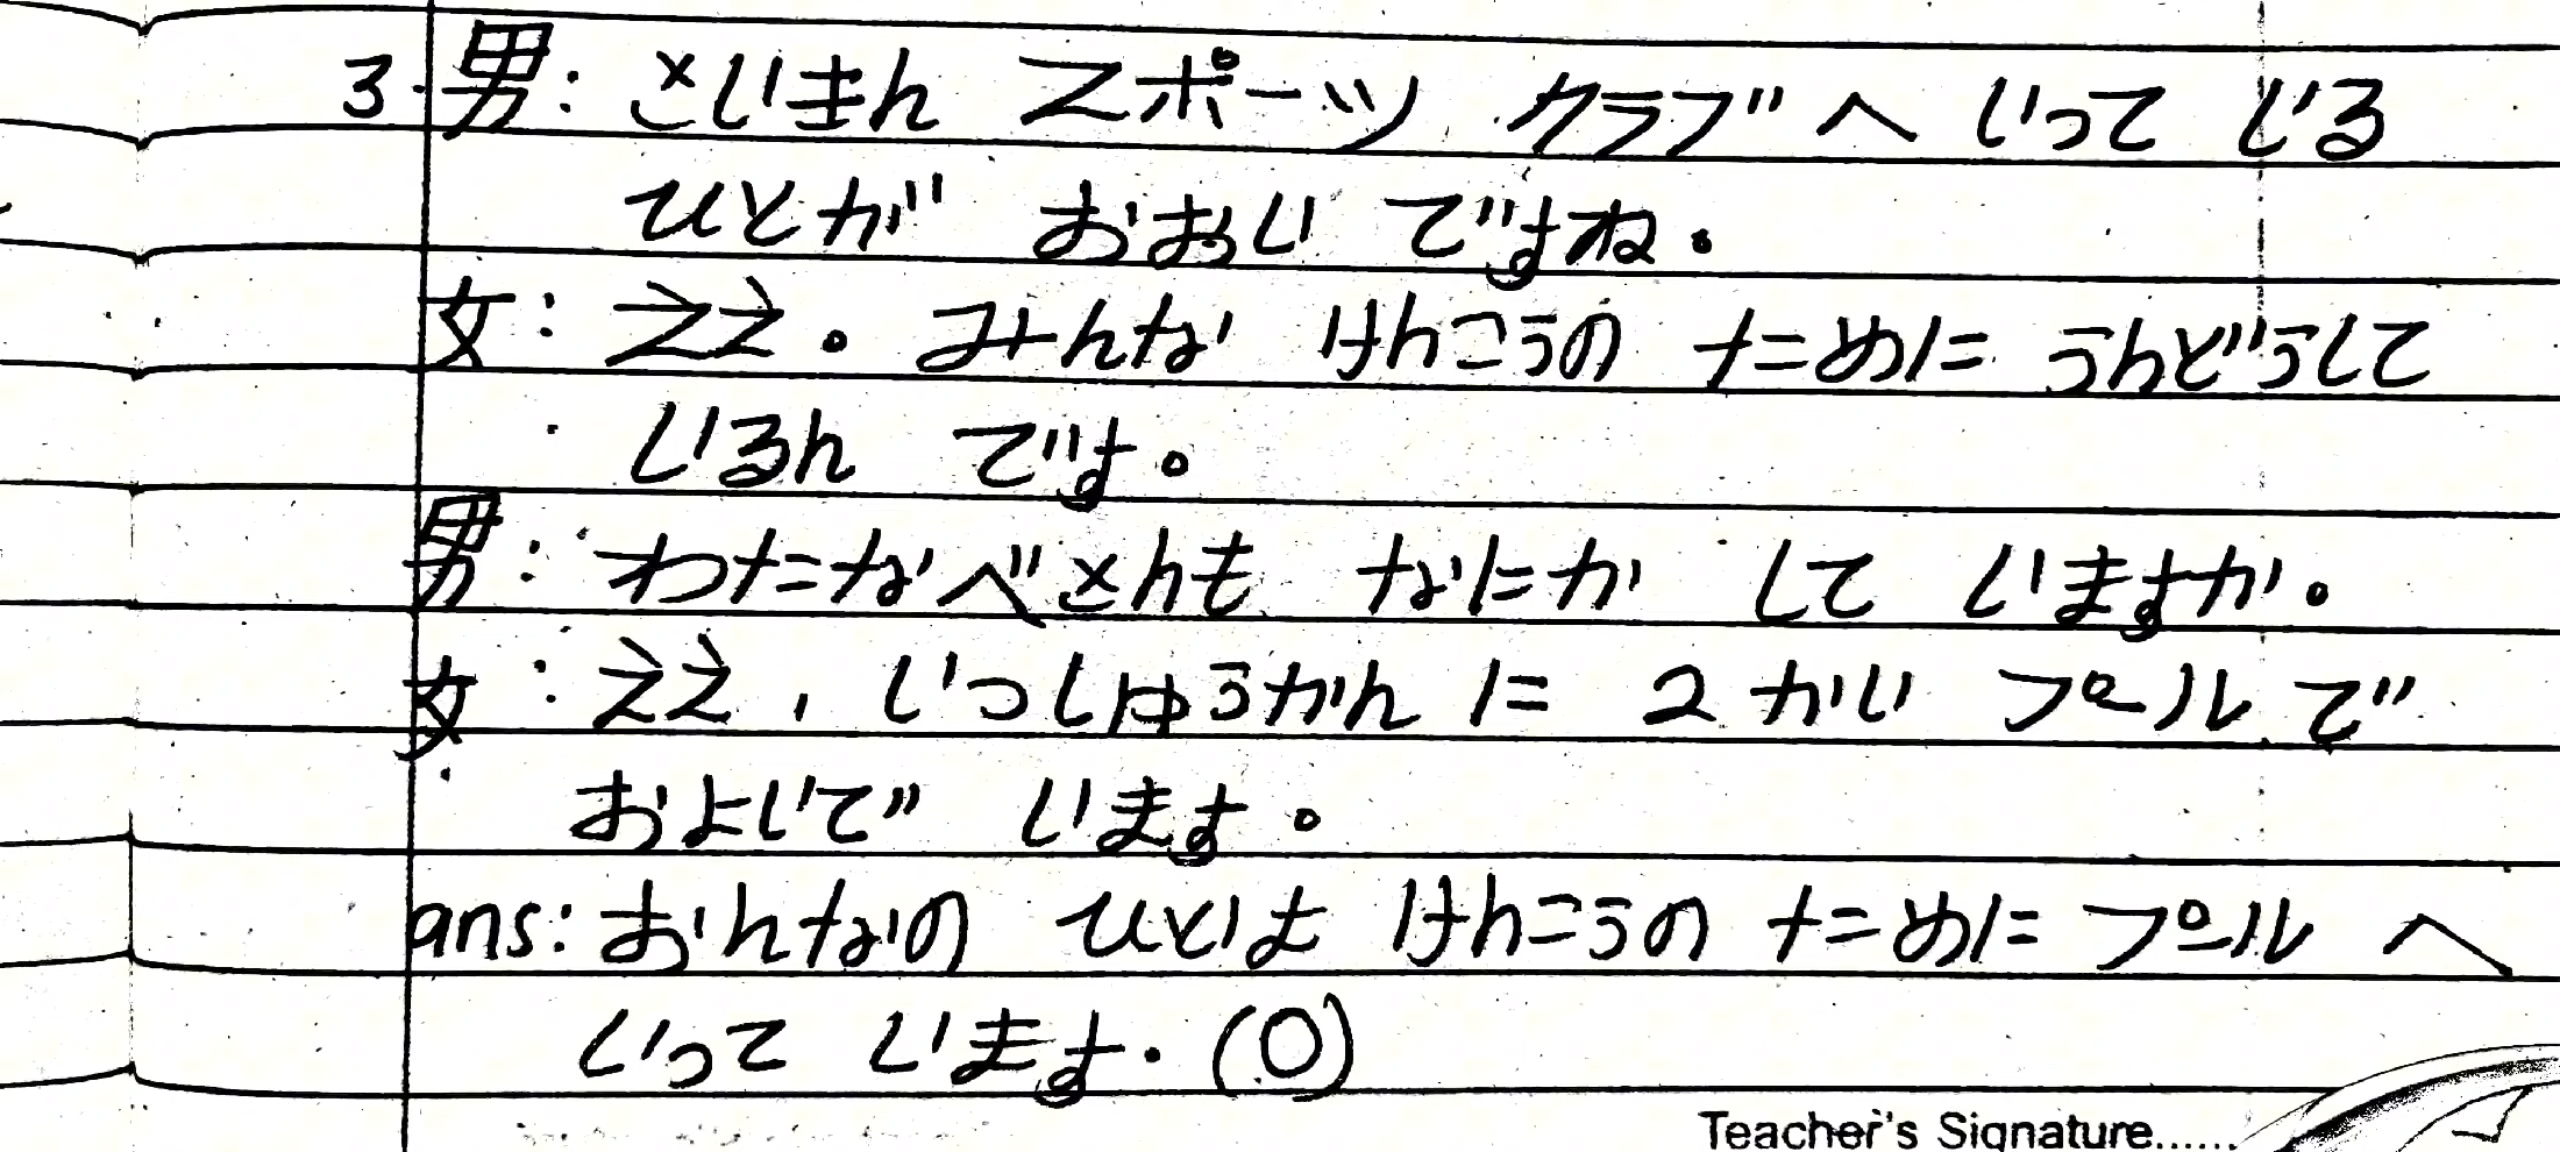 3. 男: さいきん スポーツ クラブへ いって いる
ひとが おおい ですね。
女: ええ。みんな けんこうの ために うんどうして
いるん です。
男: わたなべさんも なにか して いますか。
女: ええ, いっしゅうかん に 2 かい プール で
およいで います。
ans: おんなの ひとは けんこうの ために プール へ
いって います. (O)
Teacher's Signature......